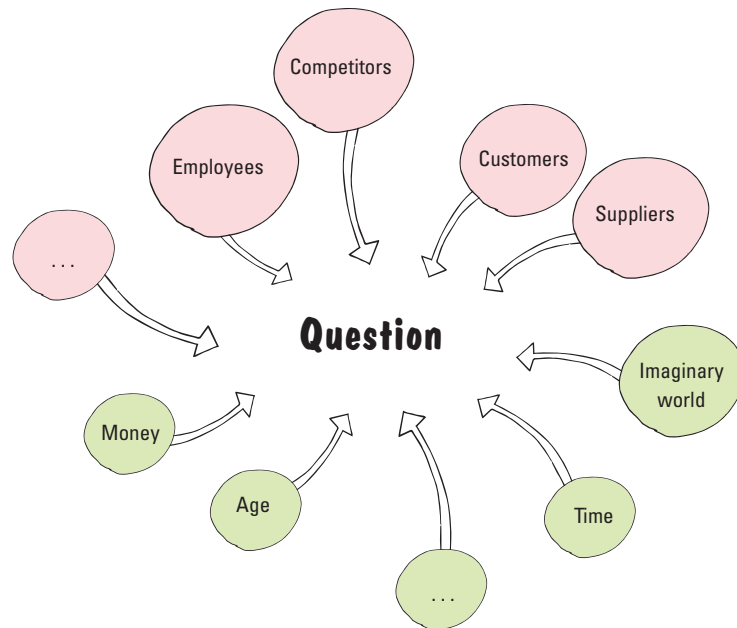 Competitors
Employees
Customers
Suppliers
. . .
Question
Imaginary
world
Money
Age
Time
. . .